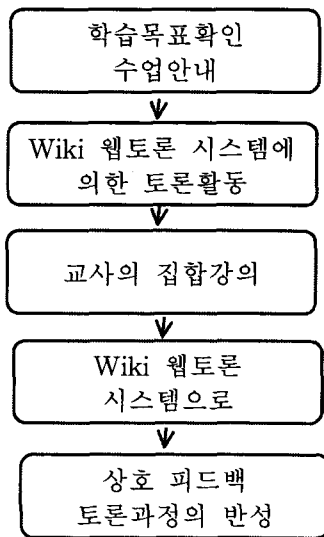 학습목표확인
수업안내
Wiki 웹토론 시스템에
의한 토론활동
교사의 집합강의
Wiki 웹토론
시스템으로
상호 피드백
토론과정의 반성